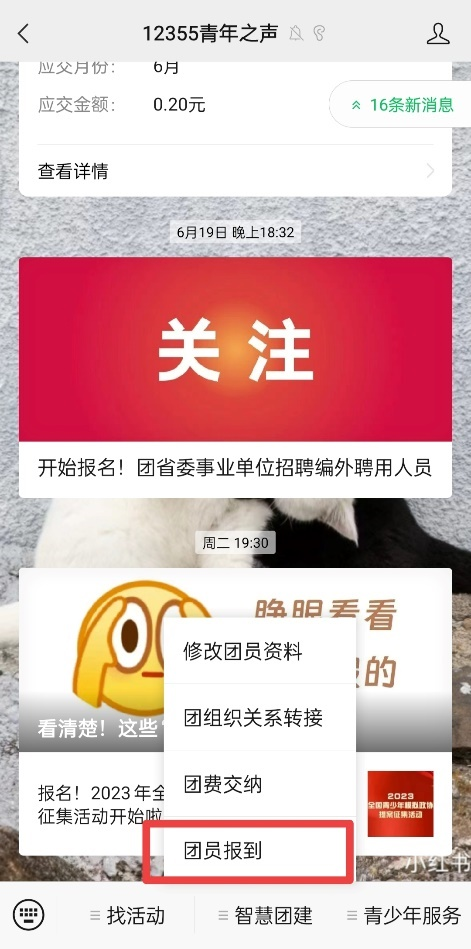 12355青年之声
应交月份: 6月
应交金额: 0.20元
16条新消息
查看详情
6月19日 晚上18:32
关注
开始报名！团省委事业单位招聘编外聘用人员
周二 19:30
睁眼看看
报的
看清楚！这些
报名！2023年全
征集活动开始啦
2023
全国青少年模拟政协
提案征集活动
修改团员资料
团组织关系转接
团费交纳
团员报到
小红书
找活动
智慧团建
青少年服务